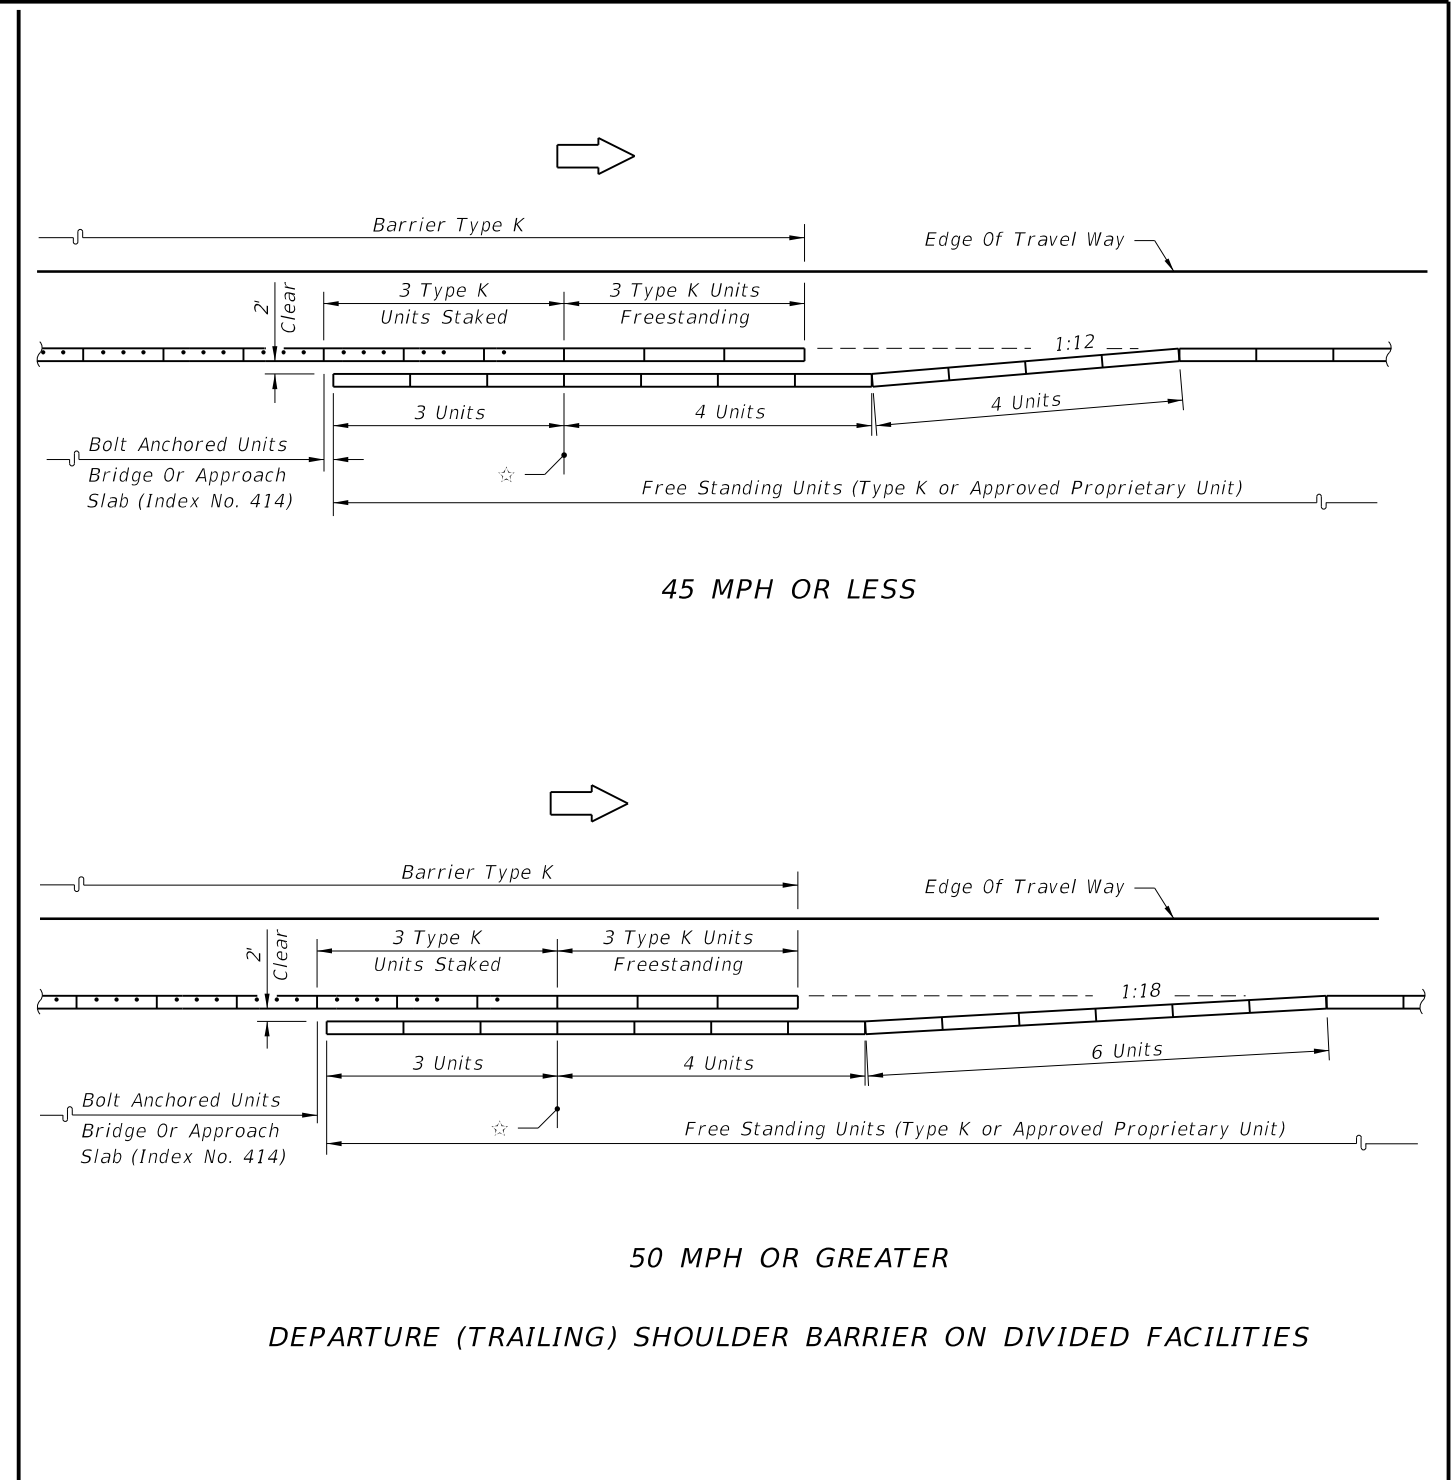 Barrier Type K
Edge Of Travel Way
2'
Clear
3 Type K
Units Staked
3 Type K Units
Freestanding
1:12
3 Units
4 Units
4 Units
Bolt Anchored Units
Bridge Or Approach
Slab (Index No. 414)
Free Standing Units (Type K or Approved Proprietary Unit)
45 MPH OR LESS
Barrier Type K
Edge Of Travel Way
2'
Clear
3 Type K
Units Staked
3 Type K Units
Freestanding
1:18
3 Units
4 Units
6 Units
Bolt Anchored Units
Bridge Or Approach
Slab (Index No. 414)
Free Standing Units (Type K or Approved Proprietary Unit)
50 MPH OR GREATER
DEPARTURE (TRAILING) SHOULDER BARRIER ON DIVIDED FACILITIES